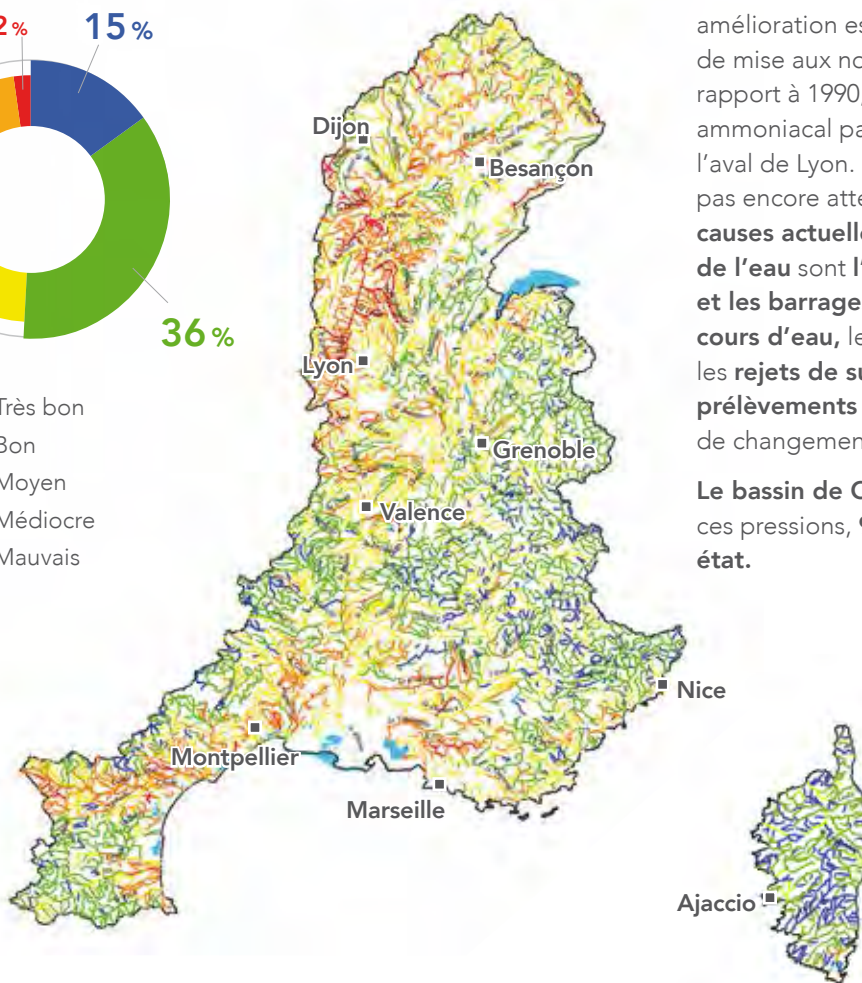 2 %
15 %
36 %
Très bon
Bon
Moyen
Médiocre
Mauvais
Dijon
Besançon
Lyon
Grenoble
Valence
Nice
Montpellier
Marseille
Ajaccio
amélioration es
de mise aux no
rapport à 1990,
ammoniacal pa
l’aval de Lyon.
pas encore atte
causes actuelle
de l’eau sont l’
et les barrage
cours d’eau, le
les rejets de su
prélèvements
de changemen
Le bassin de C
ces pressions, 
état.